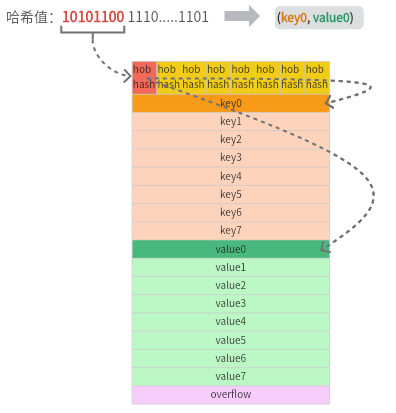 哈希值: 10101100 1110.....1101 (key0, value0)
hob hob hob hob hob hob hob hob
hash hash hash hash hash hash hash hash
key0
key1
key2
key3
key4
key5
key6
key7
value0
value1
value2
value3
value4
value5
value6
value7
overflow